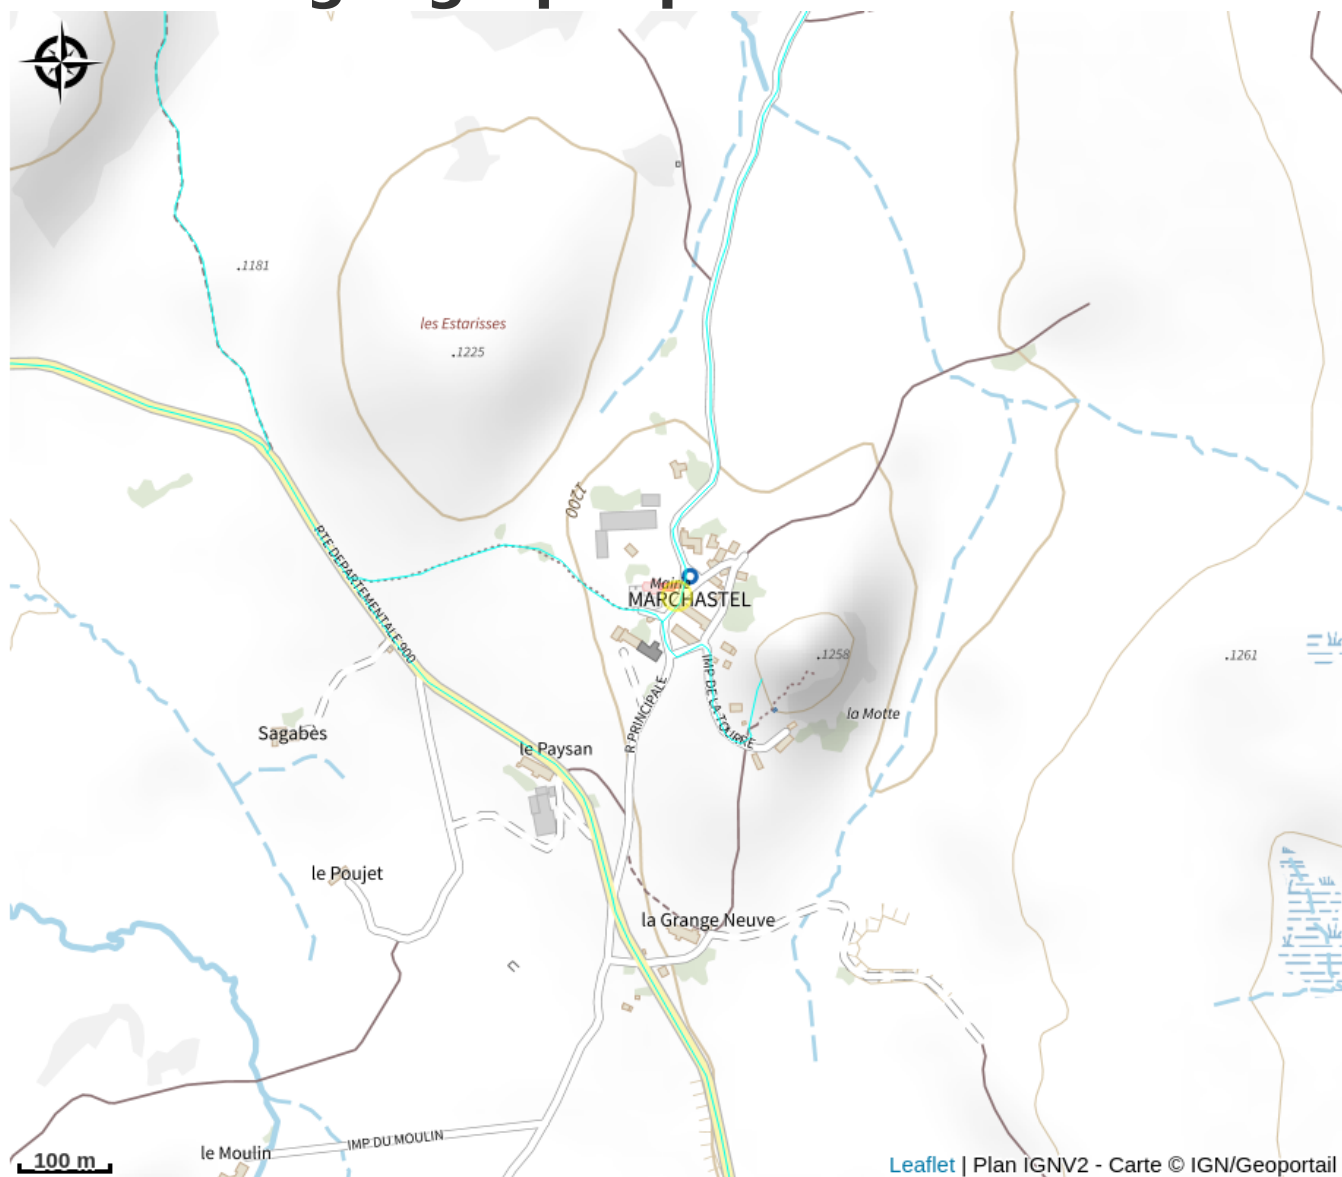 1181
les Estarisses
1225
1200
RTE DEPARTEMENTALE 900
MARCHASTEL
1258
1261
IMP DE LA TOURRE
R PRINCIPALE
la Motte
Sagabès
le Paysan
le Poujet
la Grange Neuve
IMP DU MOULIN
le Moulin
100 m
Leaflet | Plan IGNV2 - Carte © IGN/Geoportail